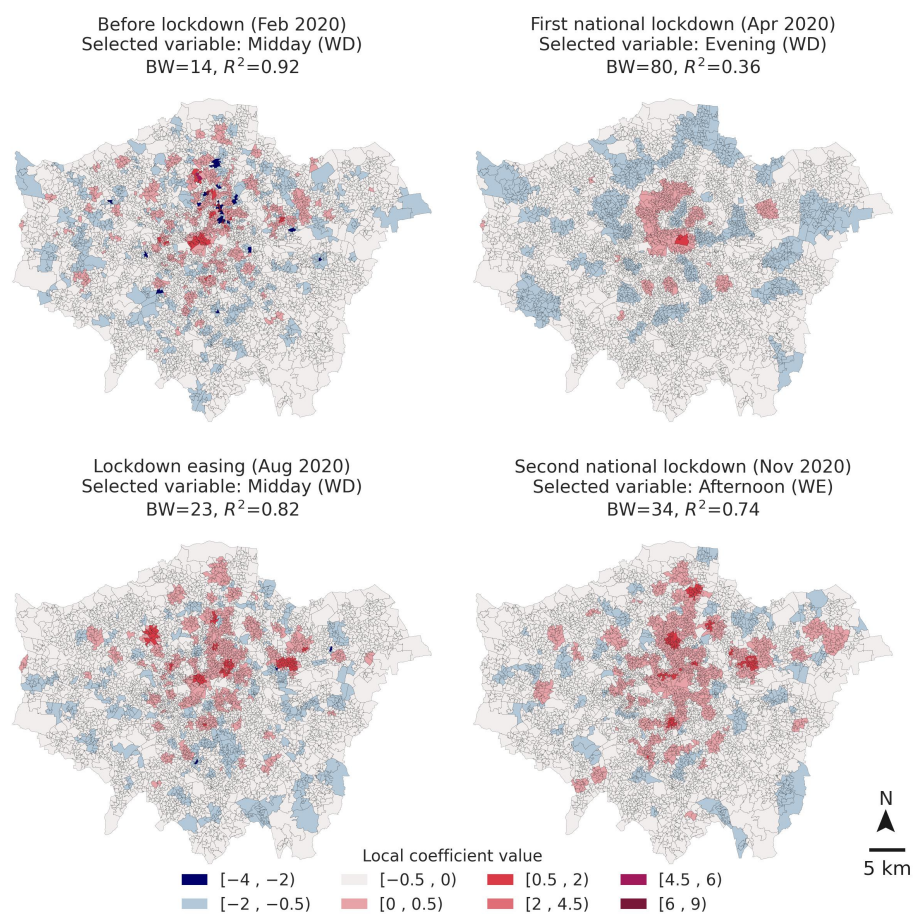 Before lockdown (Feb 2020)
Selected variable: Midday (WD)
BW=14, R²=0.92
First national lockdown (Apr 2020)
Selected variable: Evening (WD)
BW=80, R²=0.36
Lockdown easing (Aug 2020)
Selected variable: Midday (WD)
BW=23, R²=0.82
Second national lockdown (Nov 2020)
Selected variable: Afternoon (WE)
BW=34, R²=0.74
N
5 km
Local coefficient value
[−4 , −2)
[−0.5 , 0)
[0.5 , 2)
[4.5 , 6)
[−2 , −0.5)
[0 , 0.5)
[2 , 4.5)
[6 , 9)